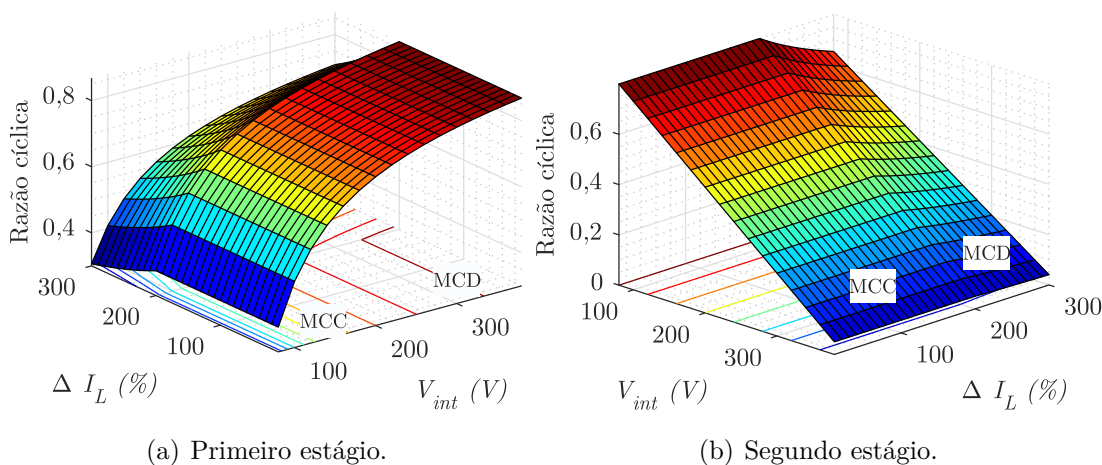 Razão cíclica
0,8
0,6
0,4
300
200
100
Δ I_L (%)
100
200
300
V_int (V)
MCC
MCD
(a) Primeiro estágio.
Razão cíclica
0,6
0,4
0,2
0
100
200
300
V_int (V)
100
200
300
Δ I_L (%)
MCC
MCD
(b) Segundo estágio.